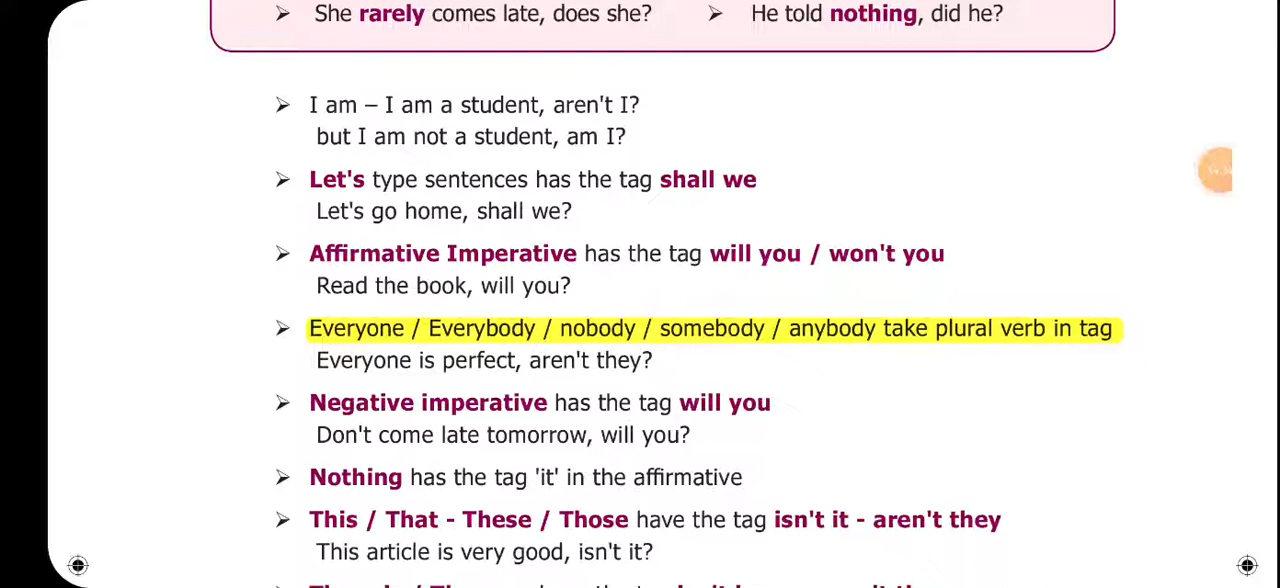 ➢ She rarely comes late, does she? ➢ He told nothing, did he?
➢ I am – I am a student, aren't I?
but I am not a student, am I?
➢ Let's type sentences has the tag shall we
Let's go home, shall we?
➢ Affirmative Imperative has the tag will you / won't you
Read the book, will you?
➢ Everyone / Everybody / nobody / somebody / anybody take plural verb in tag
Everyone is perfect, aren't they?
➢ Negative imperative has the tag will you
Don't come late tomorrow, will you?
➢ Nothing has the tag 'it' in the affirmative
➢ This / That - These / Those have the tag isn't it - aren't they
This article is very good, isn't it?